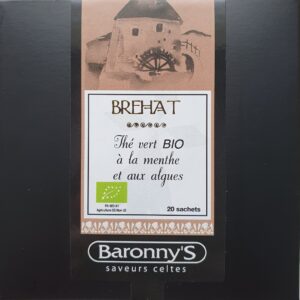 BREHAT
Thé vert BIO
à la menthe
et aux algues
20 sachets
Baronny'S
saveurs celtes